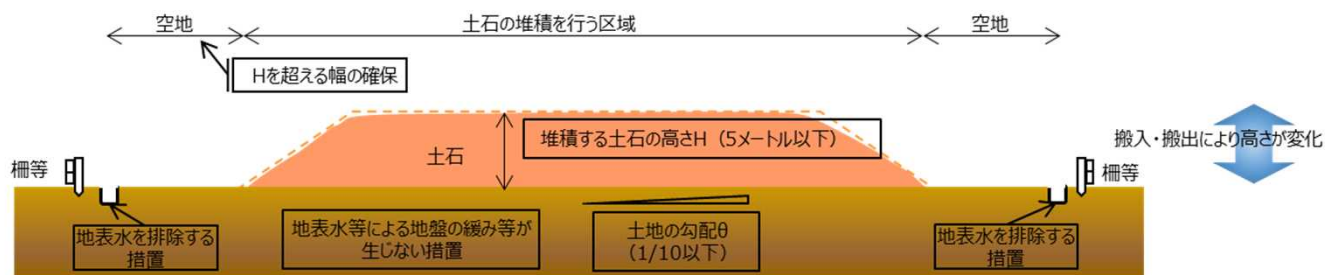 空地
土石の堆積を行う区域
空地
Hを超える幅の確保
堆積する土石の高さH（5メートル以下）
搬入・搬出により高さが変化
土石
柵等
柵等
地表水を排除する
措置
地表水等による地盤の緩み等が
生じない措置
土地の勾配θ
（1/10以下）
地表水を排除する
措置